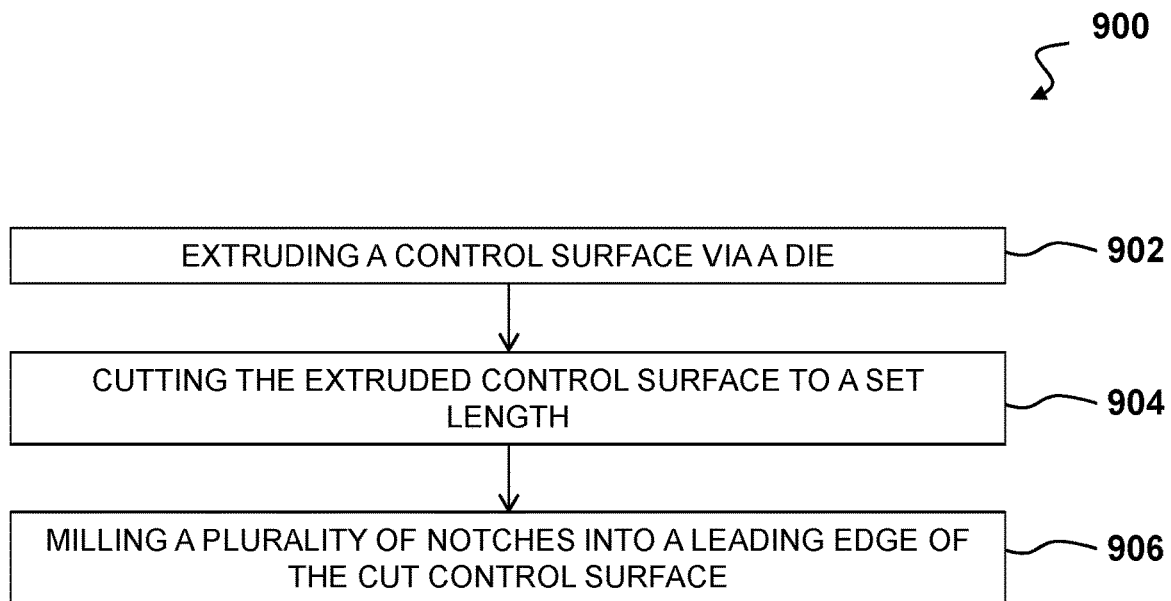 900
EXTRUDING A CONTROL SURFACE VIA A DIE
902
CUTTING THE EXTRUDED CONTROL SURFACE TO A SET
LENGTH
904
MILLING A PLURALITY OF NOTCHES INTO A LEADING EDGE OF
THE CUT CONTROL SURFACE
906